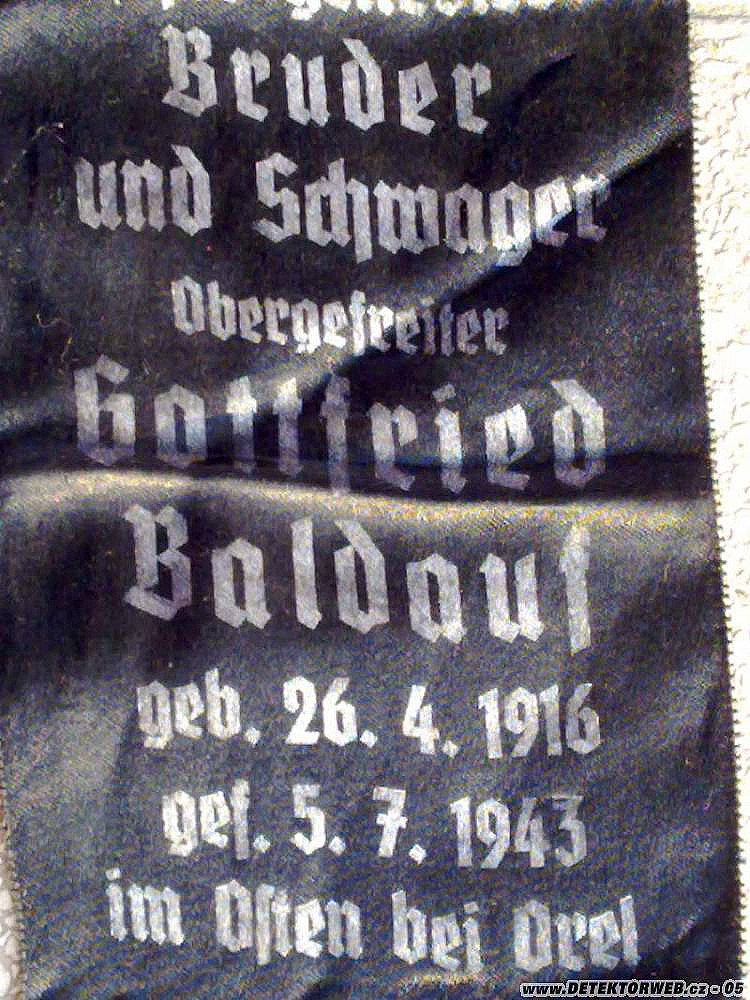 Bruder
und Schwager
Obergefreiter
Gottfried
Baldauf
geb. 26. 4. 1916
gef. 5. 7. 1943
im Osten bei Orel
www.DETEKTORWEB.cz - 05